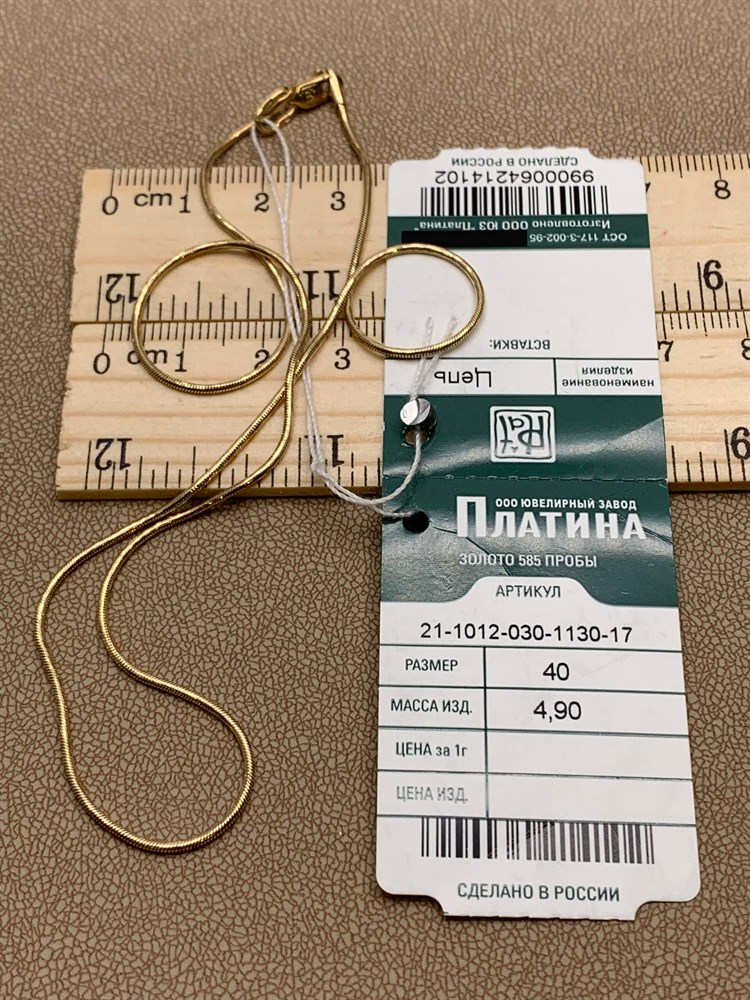 СДЕЛАНО В РОССИИ
9900064214102
Изготовлено ООО ЮЗ "Платина"
ОСТ 117-3-002-95
ВСТАВКИ:
наименование изделия
Цепь
Plat
ООО ЮВЕЛИРНЫЙ ЗАВОД
ПЛАТИНА
ЗОЛОТО 585 ПРОБЫ
АРТИКУЛ
21-1012-030-1130-17
РАЗМЕР 40
МАССА ИЗД. 4,90
ЦЕНА за 1г
ЦЕНА ИЗД.
СДЕЛАНО В РОССИИ
0 cm 1 2 3 8
12 11 6
0 cm 1 2 3 7 8
12 11 6